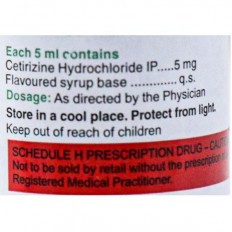 Each 5 ml contains
Cetirizine Hydrochloride IP.....5 mg
Flavoured syrup base ............ q.s.
Dosage: As directed by the Physician
Store in a cool place. Protect from light.
Keep out of reach of children
SCHEDULE H PRESCRIPTION DRUG - CAUTI
Not to be sold by retail without the prescription
Registered Medical Practitioner.